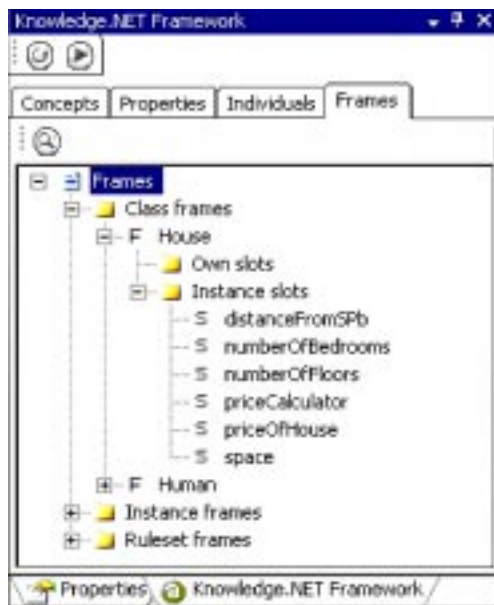 Knowledge.NET Framework
Concepts Properties Individuals Frames
Frames
Class frames
F House
Own slots
Instance slots
S distanceFromSPb
S numberOfBedrooms
S numberOfFloors
S priceCalculator
S priceOfHouse
S space
F Human
Instance frames
Ruleset frames
Properties Knowledge.NET Framework